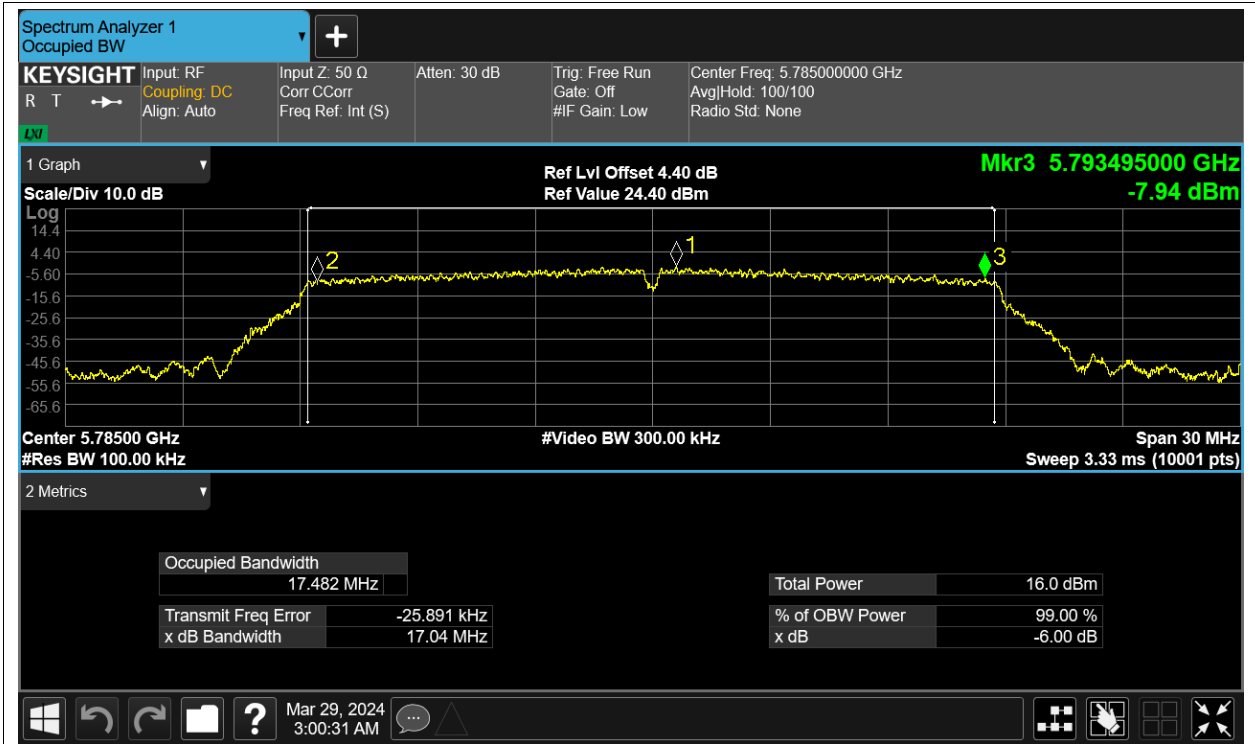 Spectrum Analyzer 1
Occupied BW
+
KEYSIGHT
R T
LXI
Input: RF
Coupling: DC
Align: Auto
Input Z: 50 Ω
Corr CCorr
Freq Ref: Int (S)
Atten: 30 dB
Trig: Free Run
Gate: Off
#IF Gain: Low
Center Freq: 5.785000000 GHz
Avg|Hold: 100/100
Radio Std: None
1 Graph
Scale/Div 10.0 dB
Ref Lvl Offset 4.40 dB
Ref Value 24.40 dBm
Mkr3 5.793495000 GHz
-7.94 dBm
Log
14.4
4.40
-5.60
-15.6
-25.6
-35.6
-45.6
-55.6
-65.6
2
1
3
Center 5.78500 GHz
#Res BW 100.00 kHz
#Video BW 300.00 kHz
Span 30 MHz
Sweep 3.33 ms (10001 pts)
2 Metrics
Occupied Bandwidth
17.482 MHz
Transmit Freq Error -25.891 kHz
x dB Bandwidth 17.04 MHz
Total Power 16.0 dBm
% of OBW Power 99.00 %
x dB -6.00 dB
?
Mar 29, 2024
3:00:31 AM